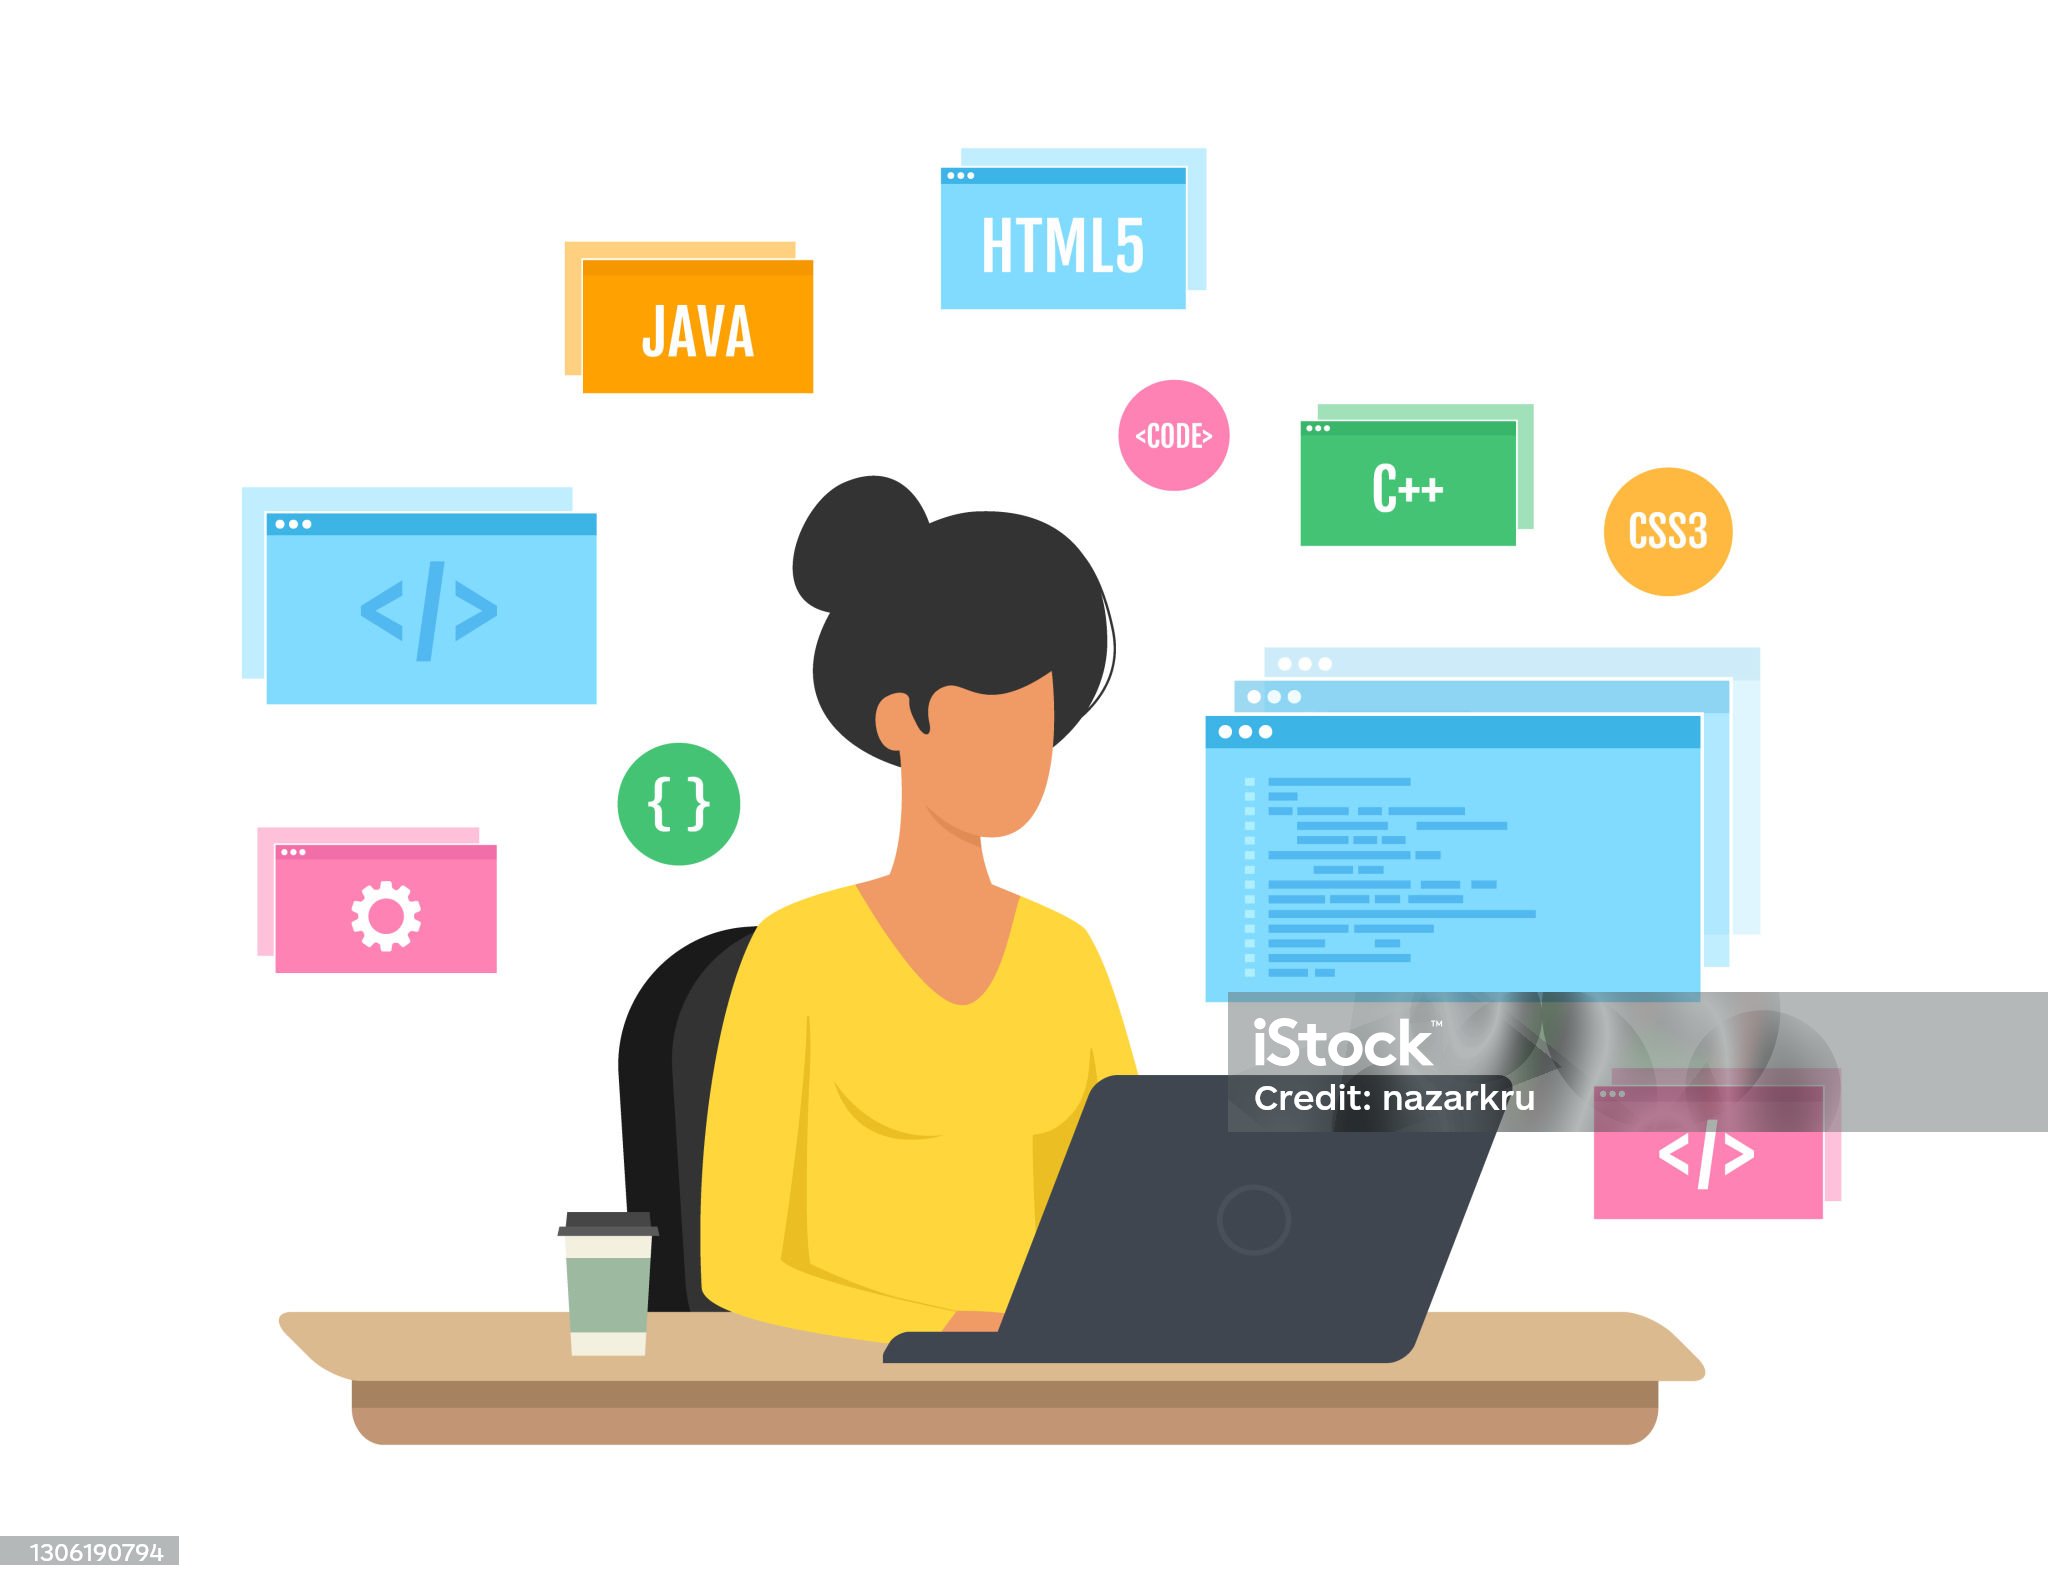 HTML5
JAVA
<CODE>
C++
CSS3
</>
{ }
iStock™
Credit: nazarkru
</>
1306190794